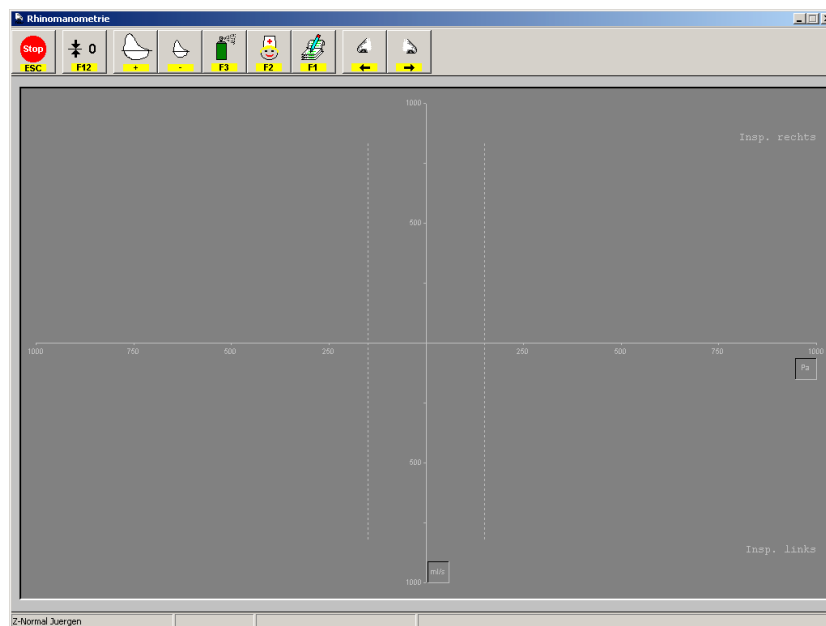 Rhinomanometrie
Stop 0
ESC F12 + - F3 F2 F1 ← →
1000
Insp. rechts
500
1000 750 500 250 250 500 750 1000
Pa
500
Insp. links
ml/s
1000
Z-Normal Juergen